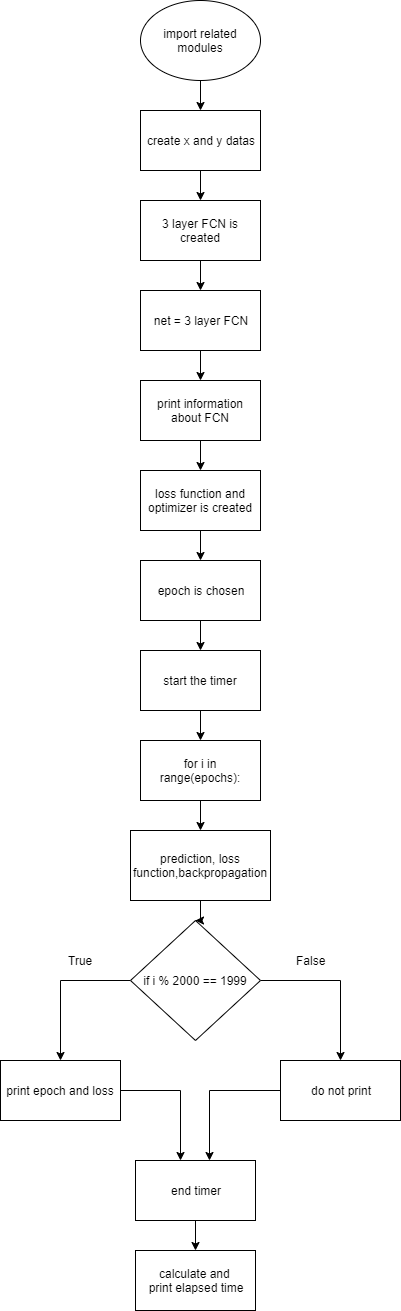 import related
modules
create x and y datas
3 layer FCN is
created
net = 3 layer FCN
print information
about FCN
loss function and
optimizer is created
epoch is chosen
start the timer
for i in
range(epochs):
prediction, loss
function,backpropagation
if i % 2000 == 1999
True
False
print epoch and loss
do not print
end timer
calculate and
print elapsed time